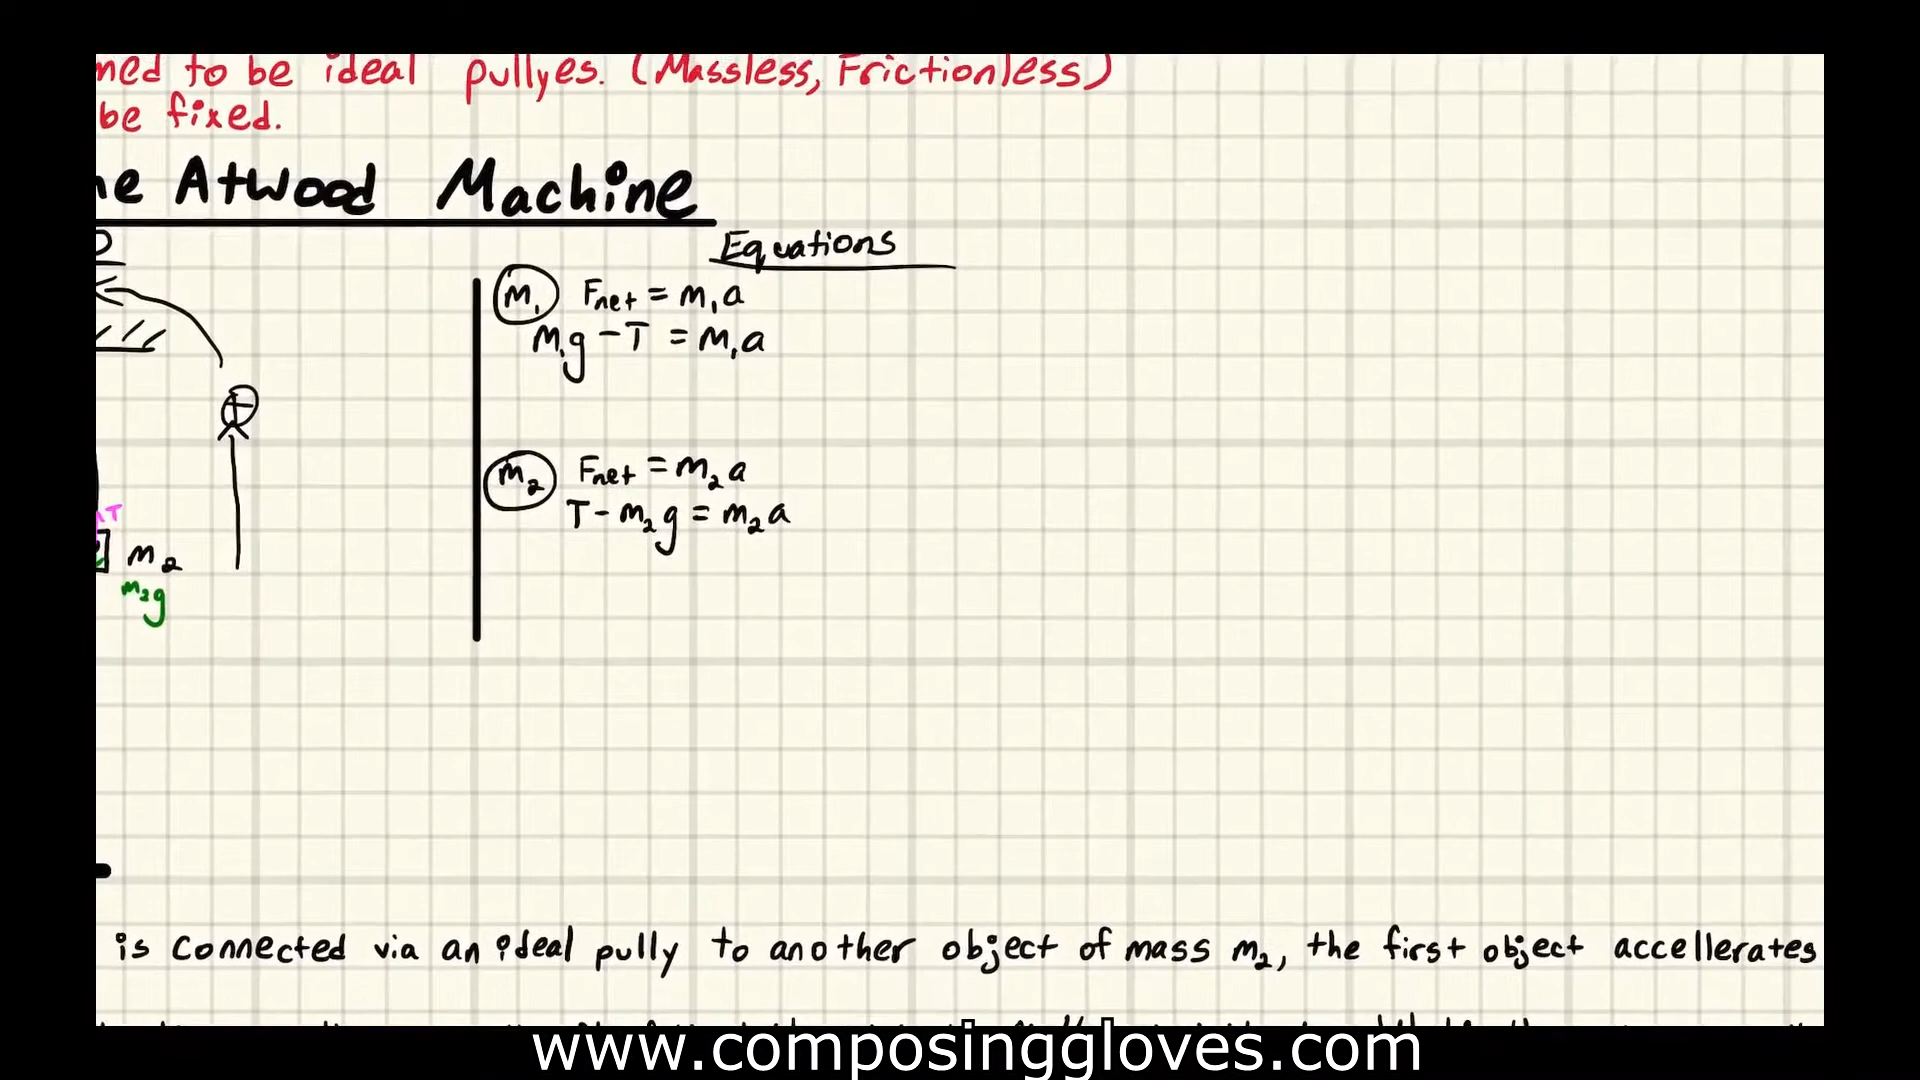 med to be ideal pullyes. (Massless, Frictionless)
be fixed.
he Atwood Machine
Equations
m₁ Fnet = m₁a
m₁g - T = m₁a
m₂ Fnet = m₂a
T - m₂g = m₂a
T
m₂
m₂g
is connected via an ideal pully to another object of mass m₂, the first object accellerates
www.composinggloves.com